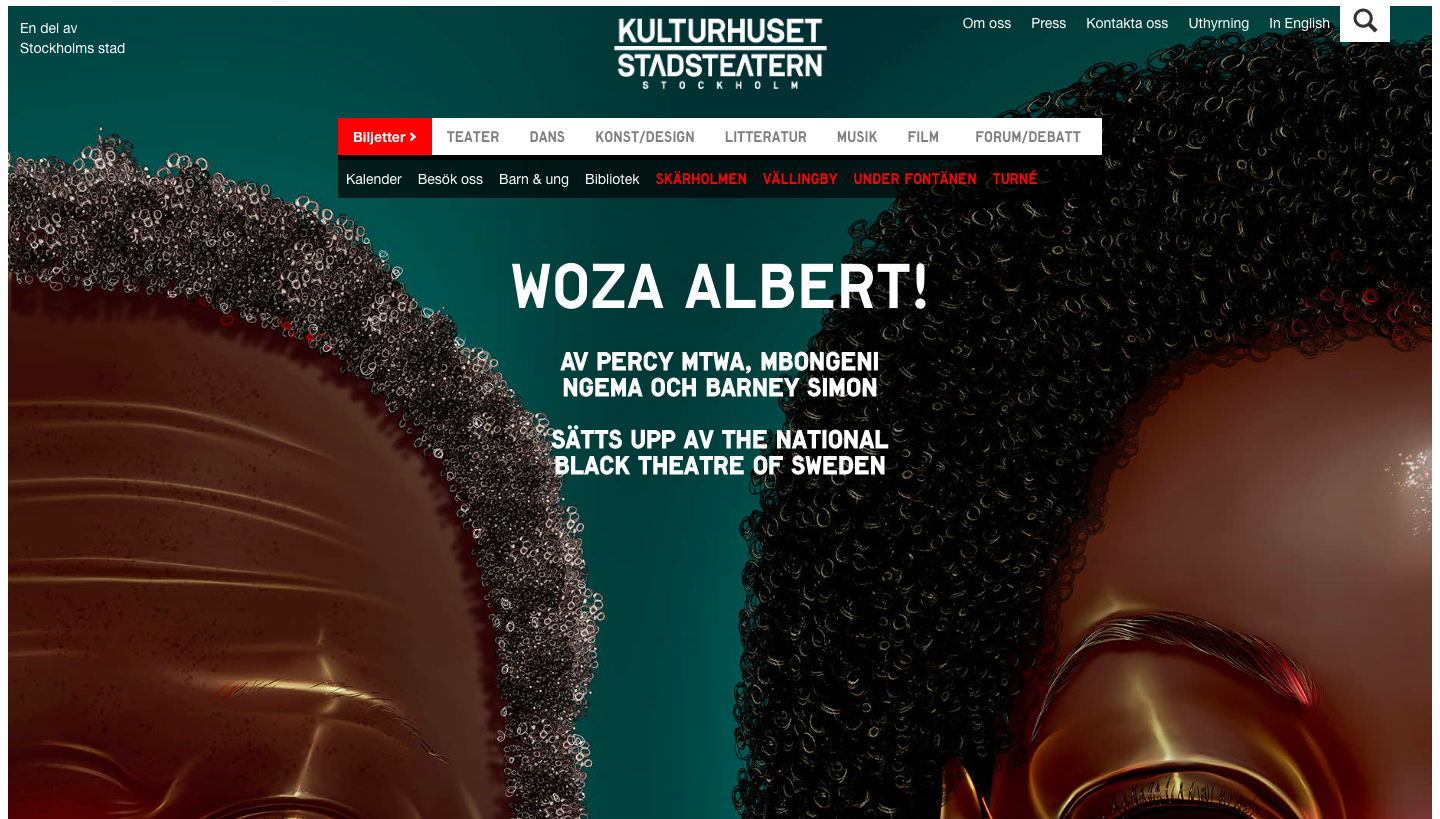 En del av
Stockholms stad
KULTURHUSET
STADSTEATERN
STOCKHOLM
Om oss Press Kontakta oss Uthyrning In English
Biljetter TEATER DANS KONST/DESIGN LITTERATUR MUSIK FILM FORUM/DEBATT
Kalender Besök oss Barn & ung Bibliotek SKÄRHOLMEN VÄLLINGBY UNDER FONTÄNEN TURNÉ
WOZA ALBERT!
AV PERCY MTWA, MBONGENI
NGEMA OCH BARNEY SIMON
SÄTTS UPP AV THE NATIONAL
BLACK THEATRE OF SWEDEN